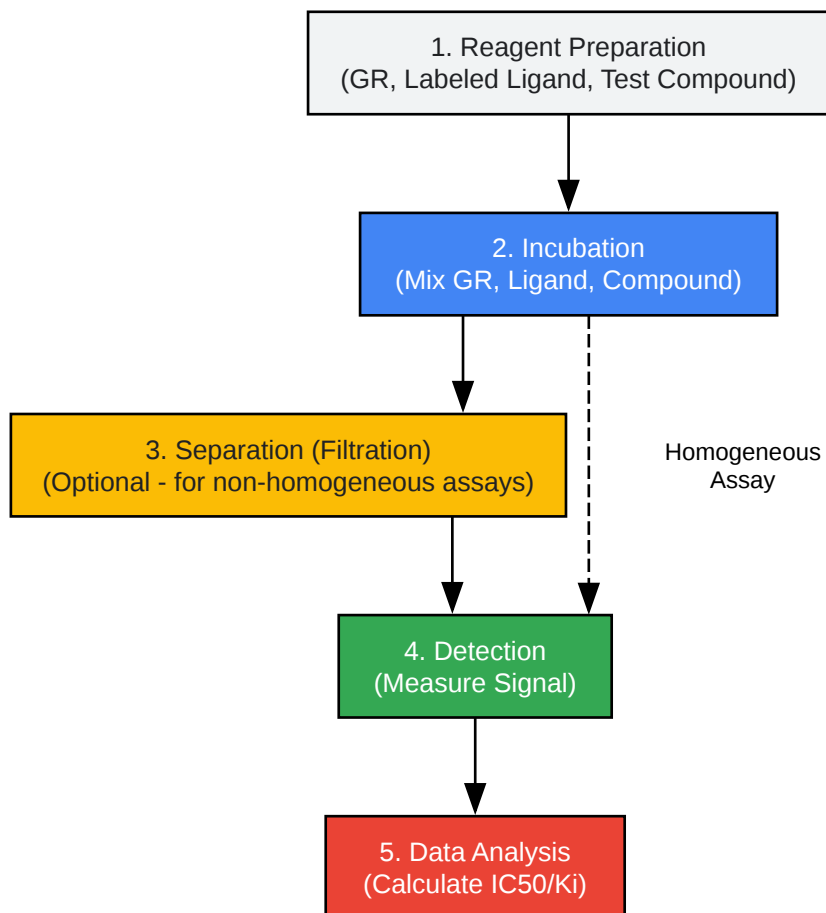 1. Reagent Preparation
(GR, Labeled Ligand, Test Compound)
2. Incubation
(Mix GR, Ligand, Compound)
3. Separation (Filtration)
(Optional - for non-homogeneous assays)
Homogeneous
Assay
4. Detection
(Measure Signal)
5. Data Analysis
(Calculate IC50/Ki)